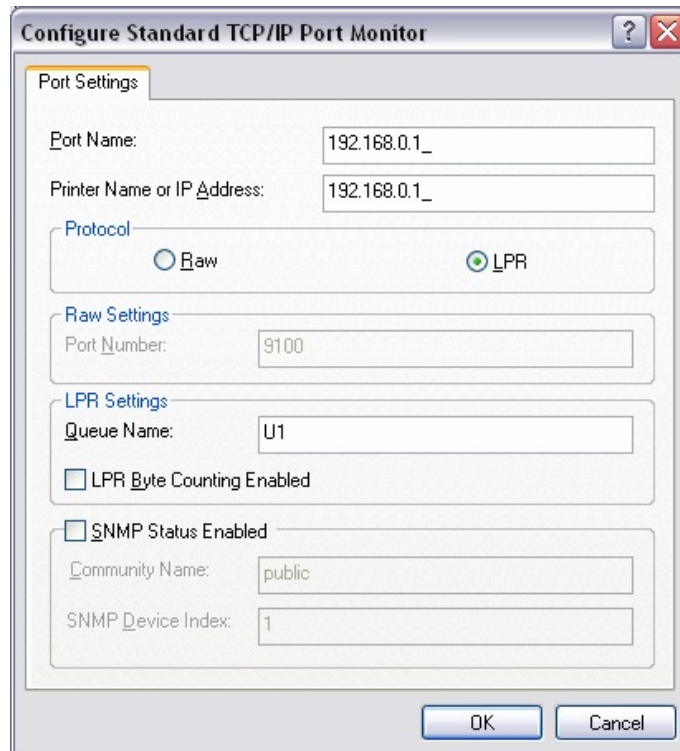 Configure Standard TCP/IP Port Monitor
Port Settings
Port Name: 192.168.0.1_
Printer Name or IP Address: 192.168.0.1_
Protocol
Raw LPR
Raw Settings
Port Number: 9100
LPR Settings
Queue Name: U1
LPR Byte Counting Enabled
SNMP Status Enabled
Community Name: public
SNMP Device Index: 1
OK Cancel